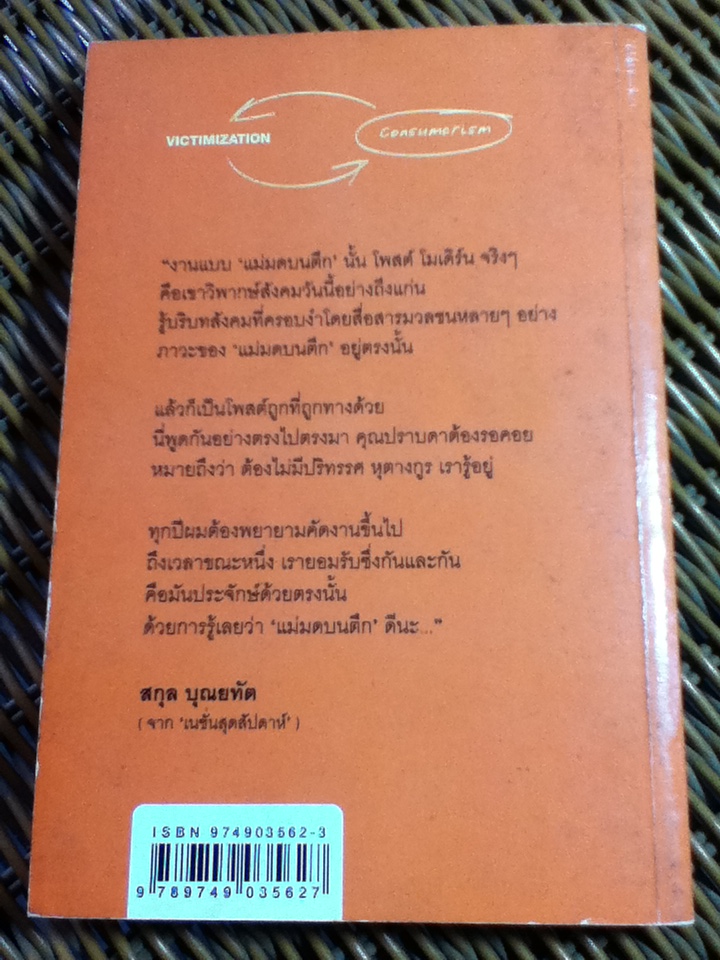 VICTIMIZATION
CONSUMERISM
"งานแบบ 'แม่มดบนตึก' นั้น โพสต์ โมเดิร์น จริงๆ
คือเขาวิพากษ์สังคมวันนี้อย่างถึงแก่น
รู้บริบทสังคมที่ครอบงำโดยสื่อสารมวลชนหลายๆ อย่าง
ภาวะของ 'แม่มดบนตึก' อยู่ตรงนั้น
แล้วก็เป็นโพสต์ถูกที่ถูกทางด้วย
นี่พูดกันอย่างตรงไปตรงมา คุณปราบดาต้องรอคอย
หมายถึงว่า ต้องไม่มีปริทรรศ หุตางกูร เรารู้อยู่
ทุกปีผมต้องพยายามคัดงานขึ้นไป
ถึงเวลาขณะหนึ่ง เรายอมรับซึ่งกันและกัน
คือมันประจักษ์ด้วยตรงนั้น
ด้วยการรู้เลยว่า 'แม่มดบนตึก' ดีนะ..."
สกุล บุณยทัต
(จาก 'เนชั่นสุดสัปดาห์')
ISBN 974903562-3
9 789749 035627